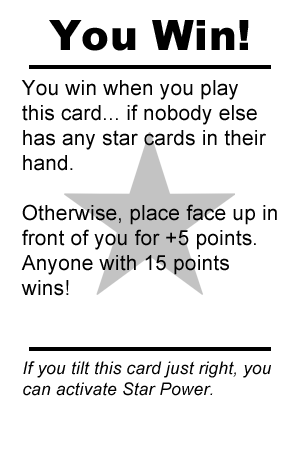 You Win!
You win when you play
this card... if nobody else
has any star cards in their
hand.
Otherwise, place face up in
front of you for +5 points.
Anyone with 15 points
wins!
If you tilt this card just right, you
can activate Star Power.